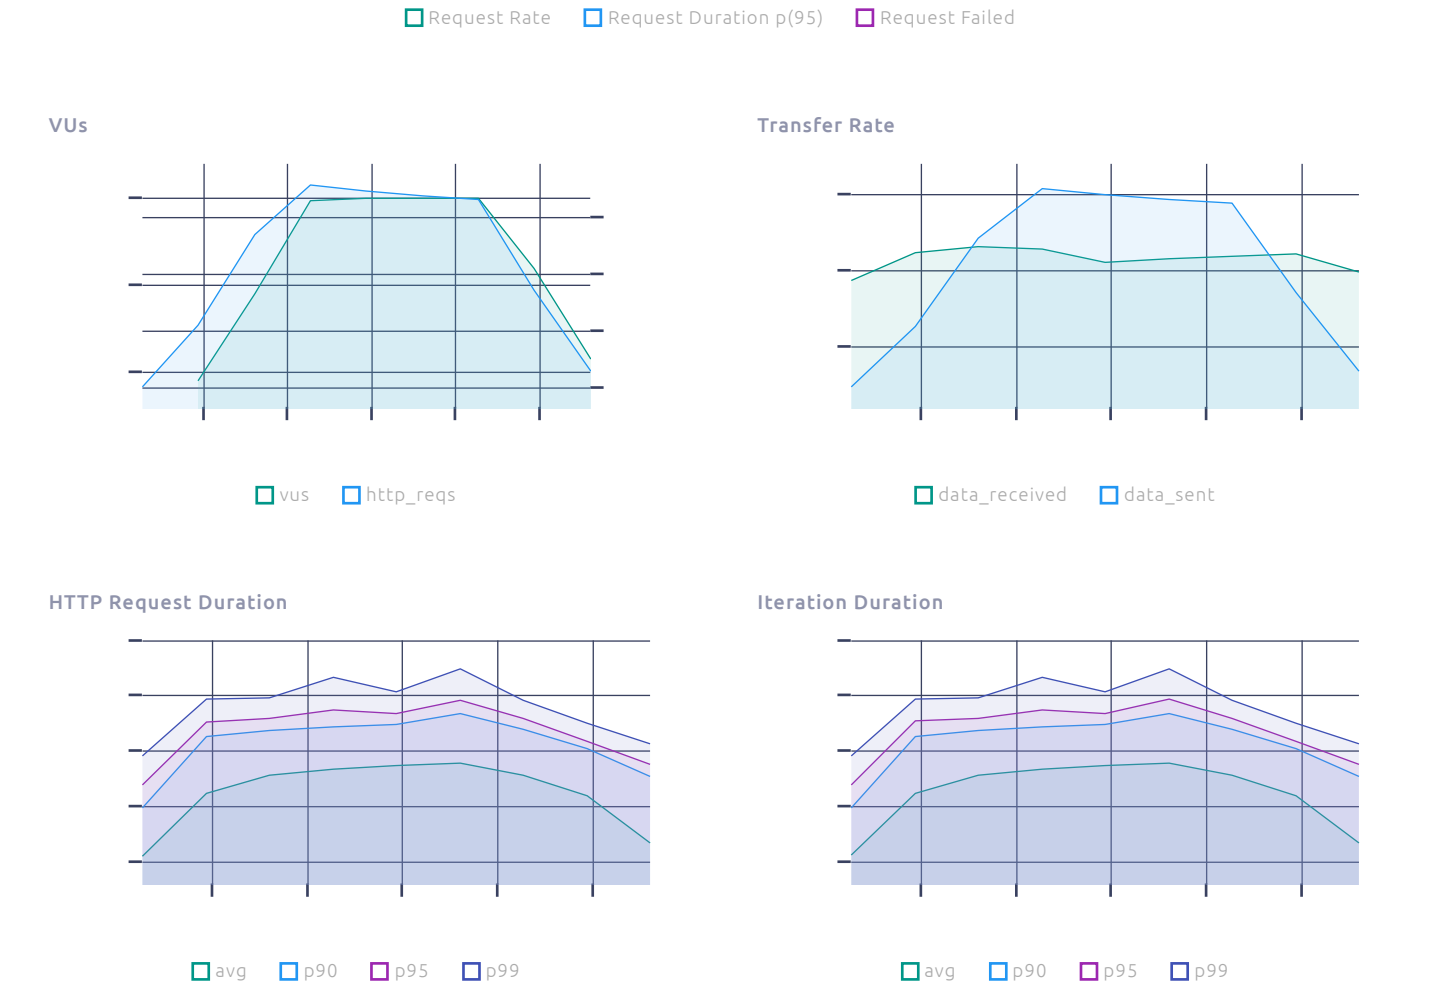 Request Rate Request Duration p(95) Request Failed
VUs
Transfer Rate
vus http_reqs
data_received data_sent
HTTP Request Duration
Iteration Duration
avg p90 p95 p99
avg p90 p95 p99